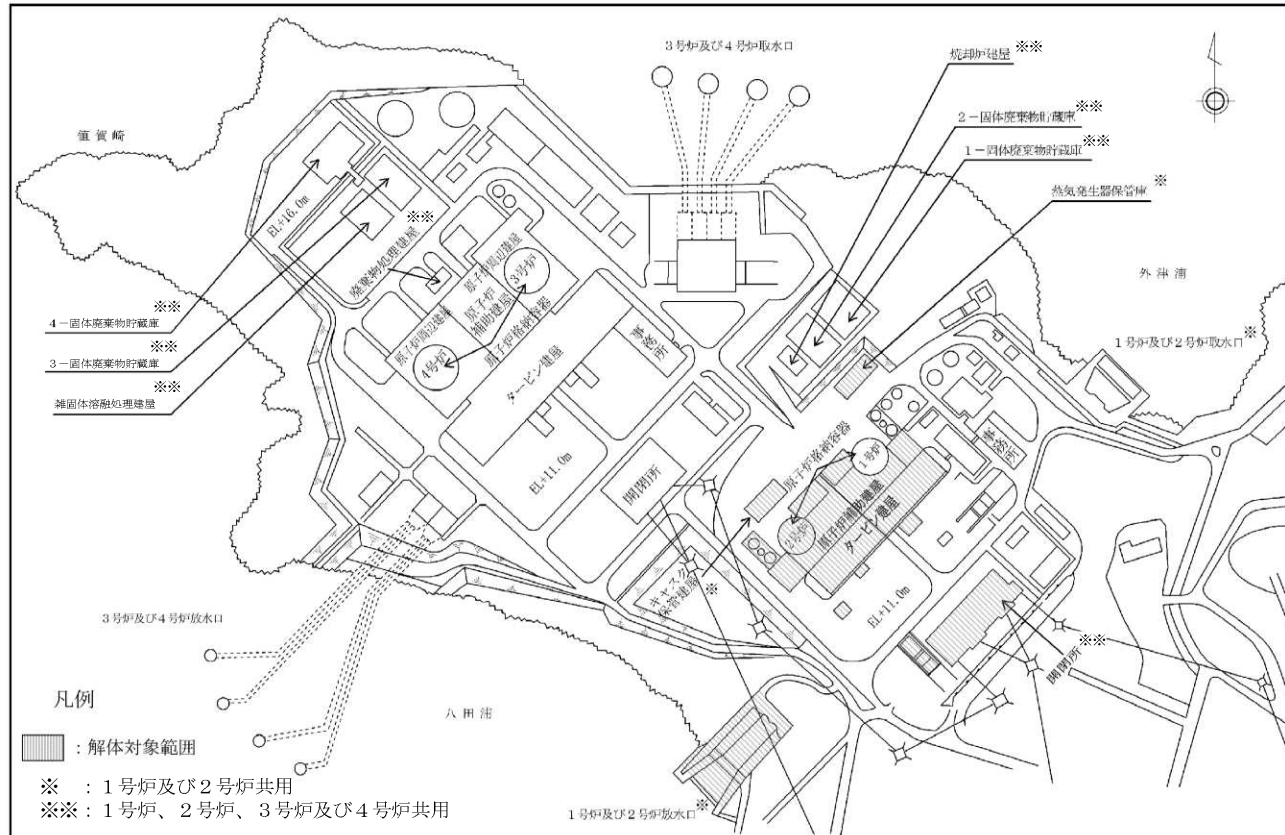 3号炉及び4号炉取水口
焼却炉建屋※※
2－固体廃棄物貯蔵庫※※
1－固体廃棄物貯蔵庫※※
蒸気発生器保管庫※
値賀崎
外津浦
EL+16.0m
廃棄物処理建屋※※
原子炉周辺建屋
3号炉
原子炉
補助建屋
原子炉周辺建屋
4号炉
原子炉格納容器
タービン建屋
事務所
4－固体廃棄物貯蔵庫※※
3－固体廃棄物貯蔵庫※※
雑固体溶融処理建屋※※
1号炉及び2号炉取水口※
EL+11.0m
開閉所
原子炉格納容器
1号炉
2号炉
原子炉補助建屋
タービン建屋
事務所
キャスク
保管建屋※
EL+11.0m
開閉所※※
3号炉及び4号炉放水口
八田浦
1号炉及び2号炉放水口※
凡例
：解体対象範囲
※　：1号炉及び2号炉共用
※※：1号炉、2号炉、3号炉及び4号炉共用